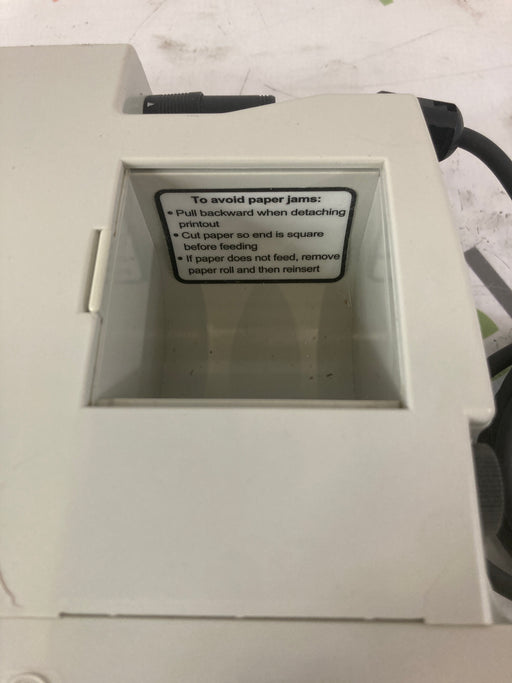 To avoid paper jams:
• Pull backward when detaching
printout
• Cut paper so end is square
before feeding
• If paper does not feed, remove
paper roll and then reinsert